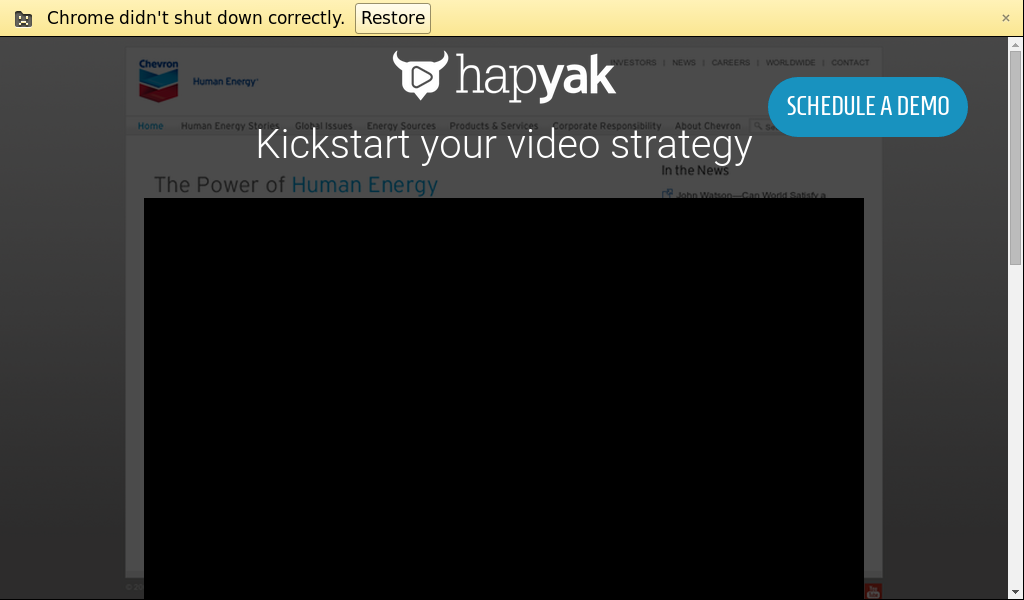 Chrome didn't shut down correctly. Restore
hapyak
INVESTORS | NEWS | CAREERS | WORLDWIDE | CONTACT
Chevron
Human Energy
SCHEDULE A DEMO
Home Human Energy Stories Global Issues Energy Sources Products & Services Corporate Responsibility About Chevron
Kickstart your video strategy
In the News
The Power of Human Energy
John Watson—Can World Satisfy a